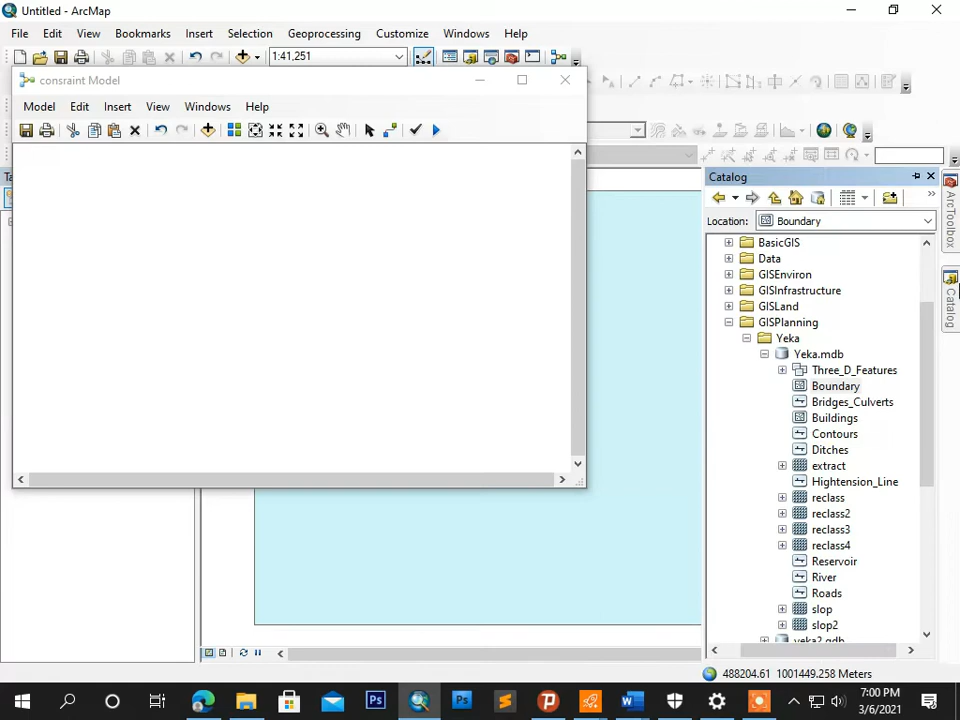 Untitled - ArcMap
File Edit View Bookmarks Insert Selection Geoprocessing Customize Windows Help
1:41,251
consraint Model
Model Edit Insert View Windows Help
Catalog
Location: Boundary
BasicGIS
Data
GISEnviron
GISInfrastructure
GISLand
GISPlanning
Yeka
Yeka.mdb
Three_D_Features
Boundary
Bridges_Culverts
Buildings
Contours
Ditches
extract
Hightension_Line
reclass
reclass2
reclass3
reclass4
Reservoir
River
Roads
slop
slop2
yeka2.gdb
ArcToolbox
Catalog
488204.61 1001449.258 Meters
7:00 PM
3/6/2021